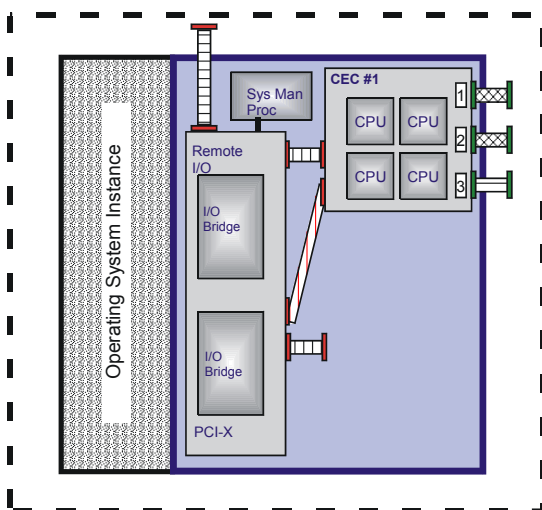 Operating System Instance
Sys Man
Proc
CEC #1
CPU
CPU
CPU
CPU
1
2
3
Remote
I/O
I/O
Bridge
I/O
Bridge
PCI-X